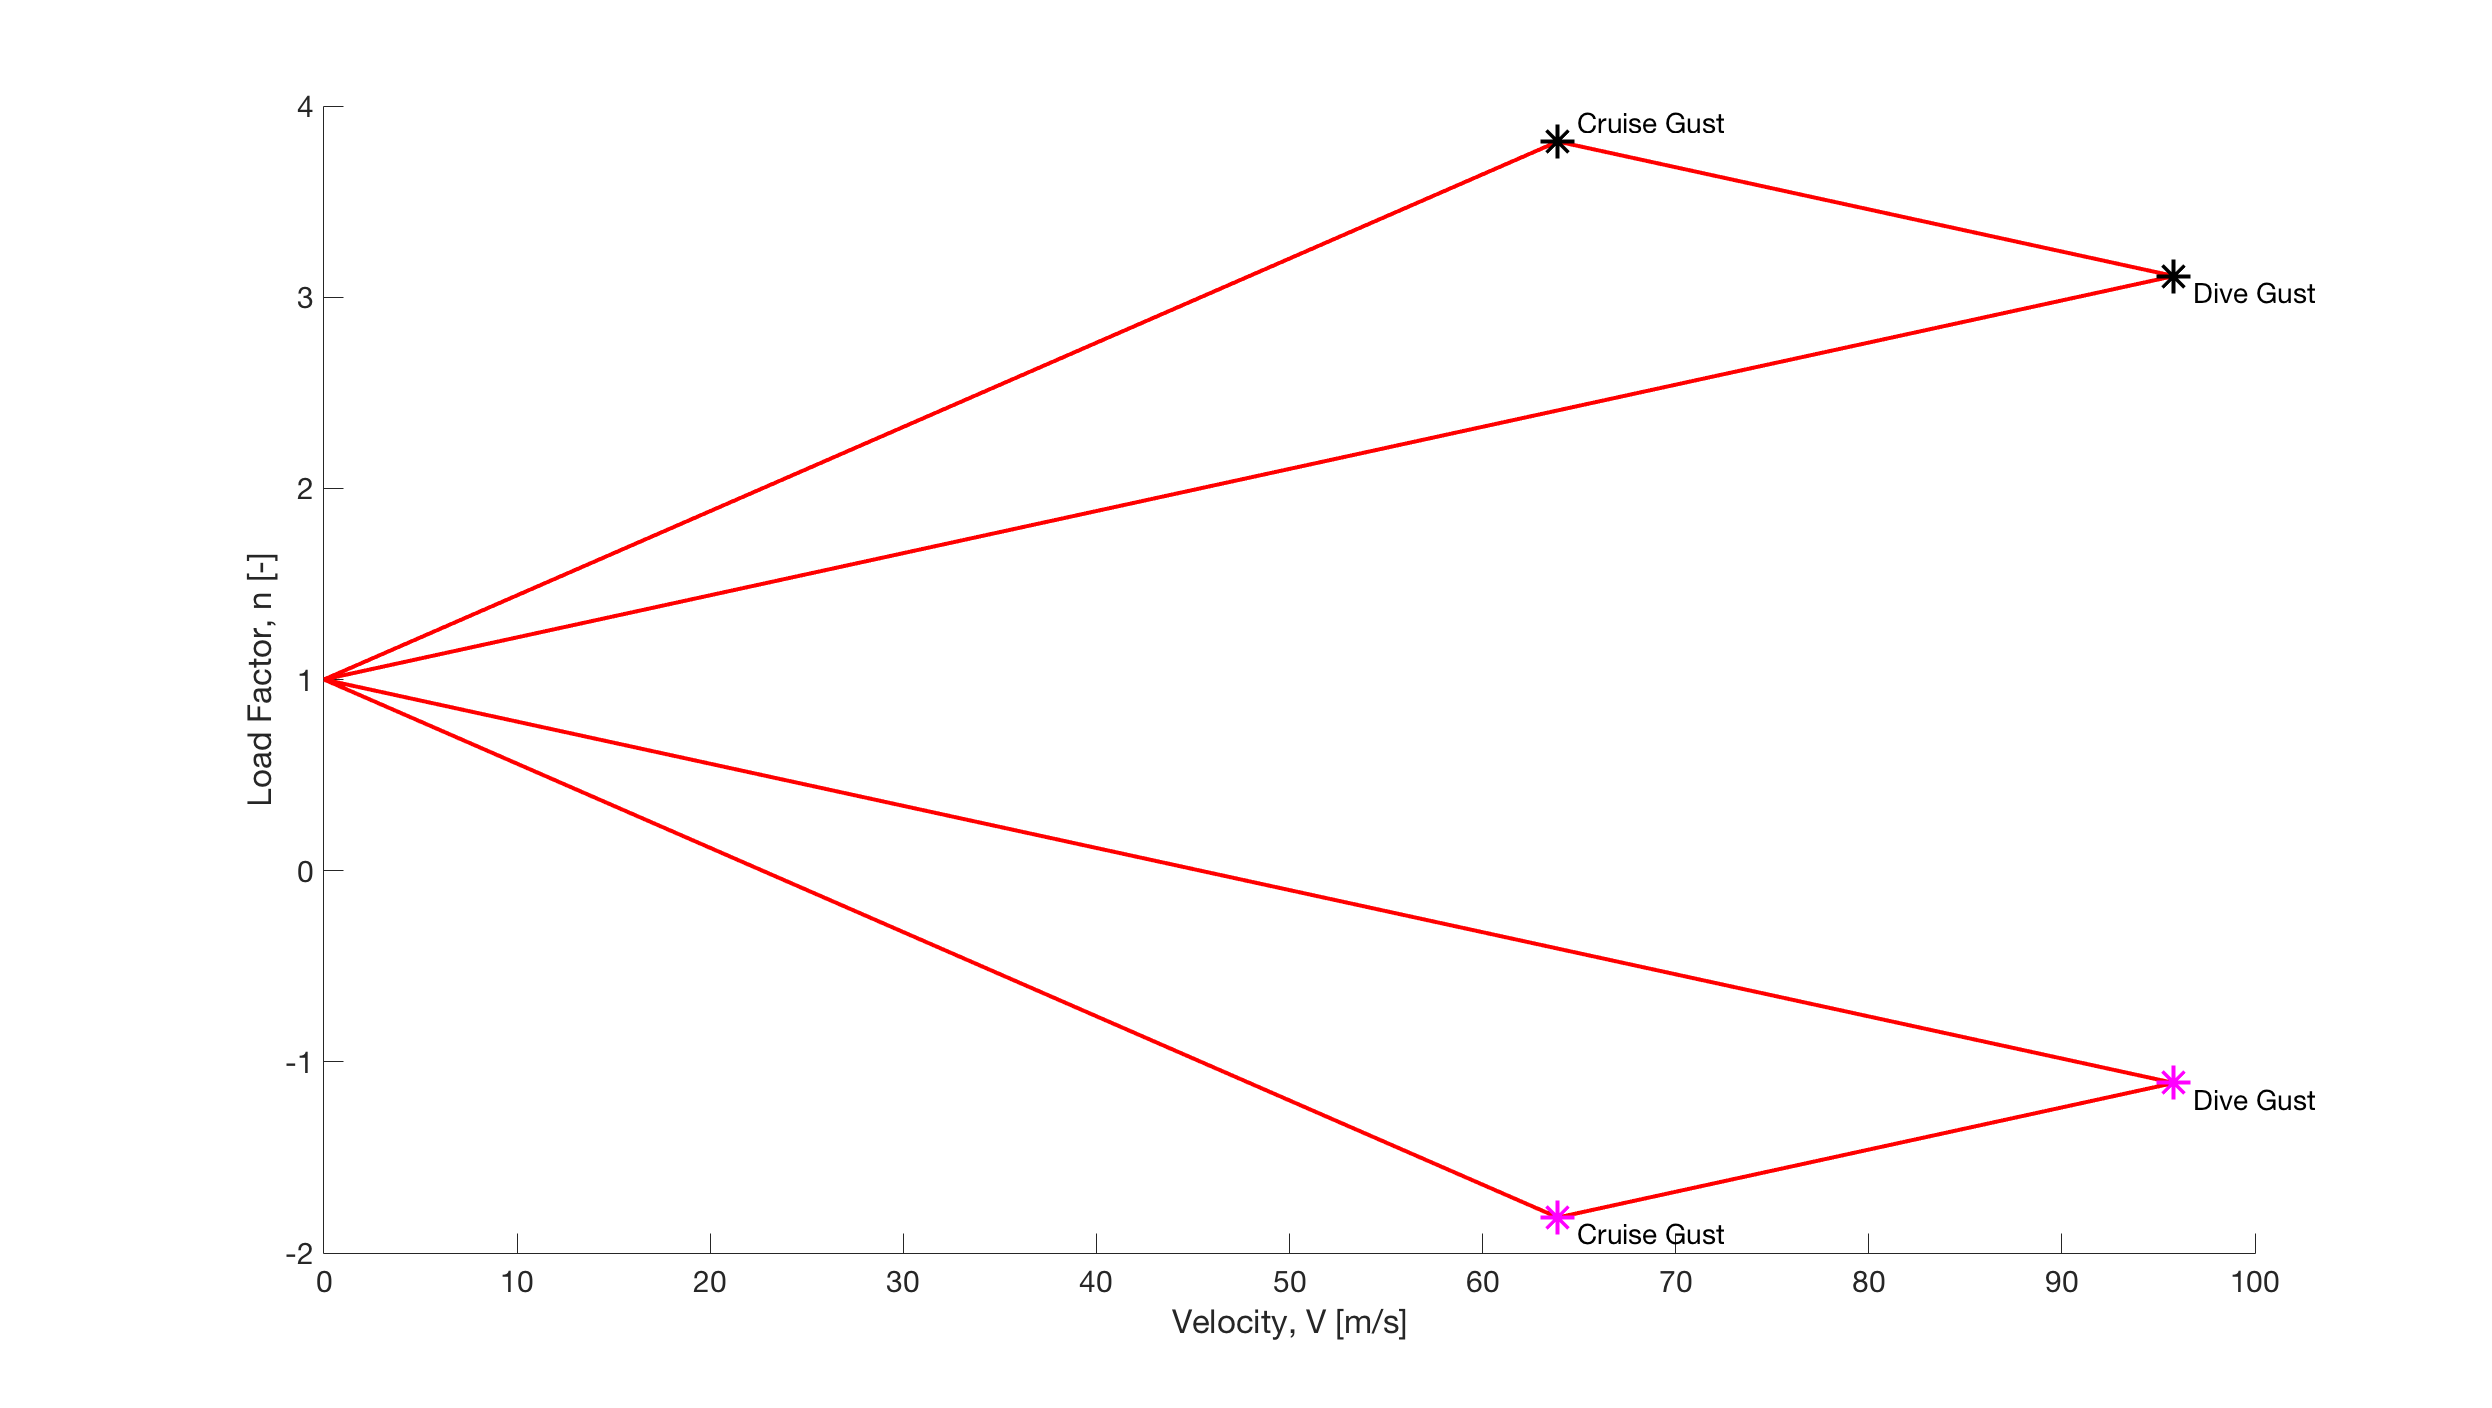 4
Cruise Gust
3
Dive Gust
2
Load Factor, n [-]
1
0
-1
Dive Gust
Cruise Gust
-2
0 10 20 30 40 50 60 70 80 90 100
Velocity, V [m/s]